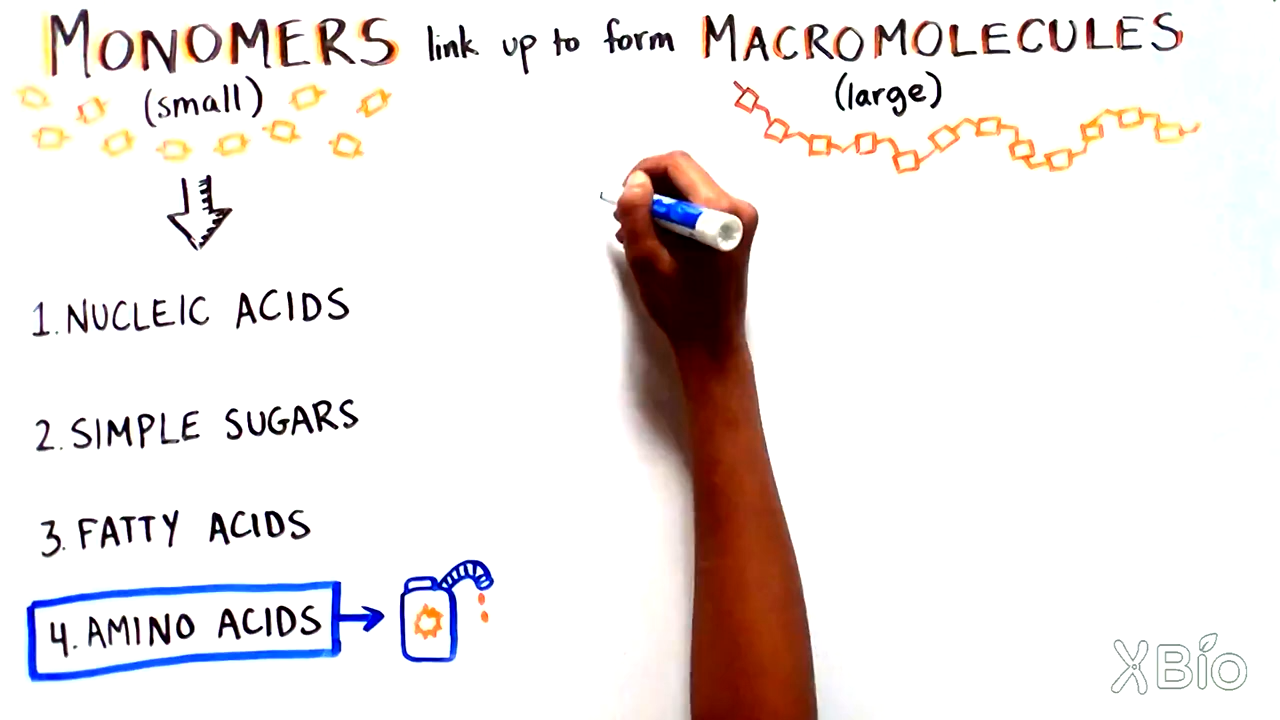 MONOMERS link up to form MACROMOLECULES
(small) (large)
1. NUCLEIC ACIDS
2. SIMPLE SUGARS
3. FATTY ACIDS
4. AMINO ACIDS
XBio